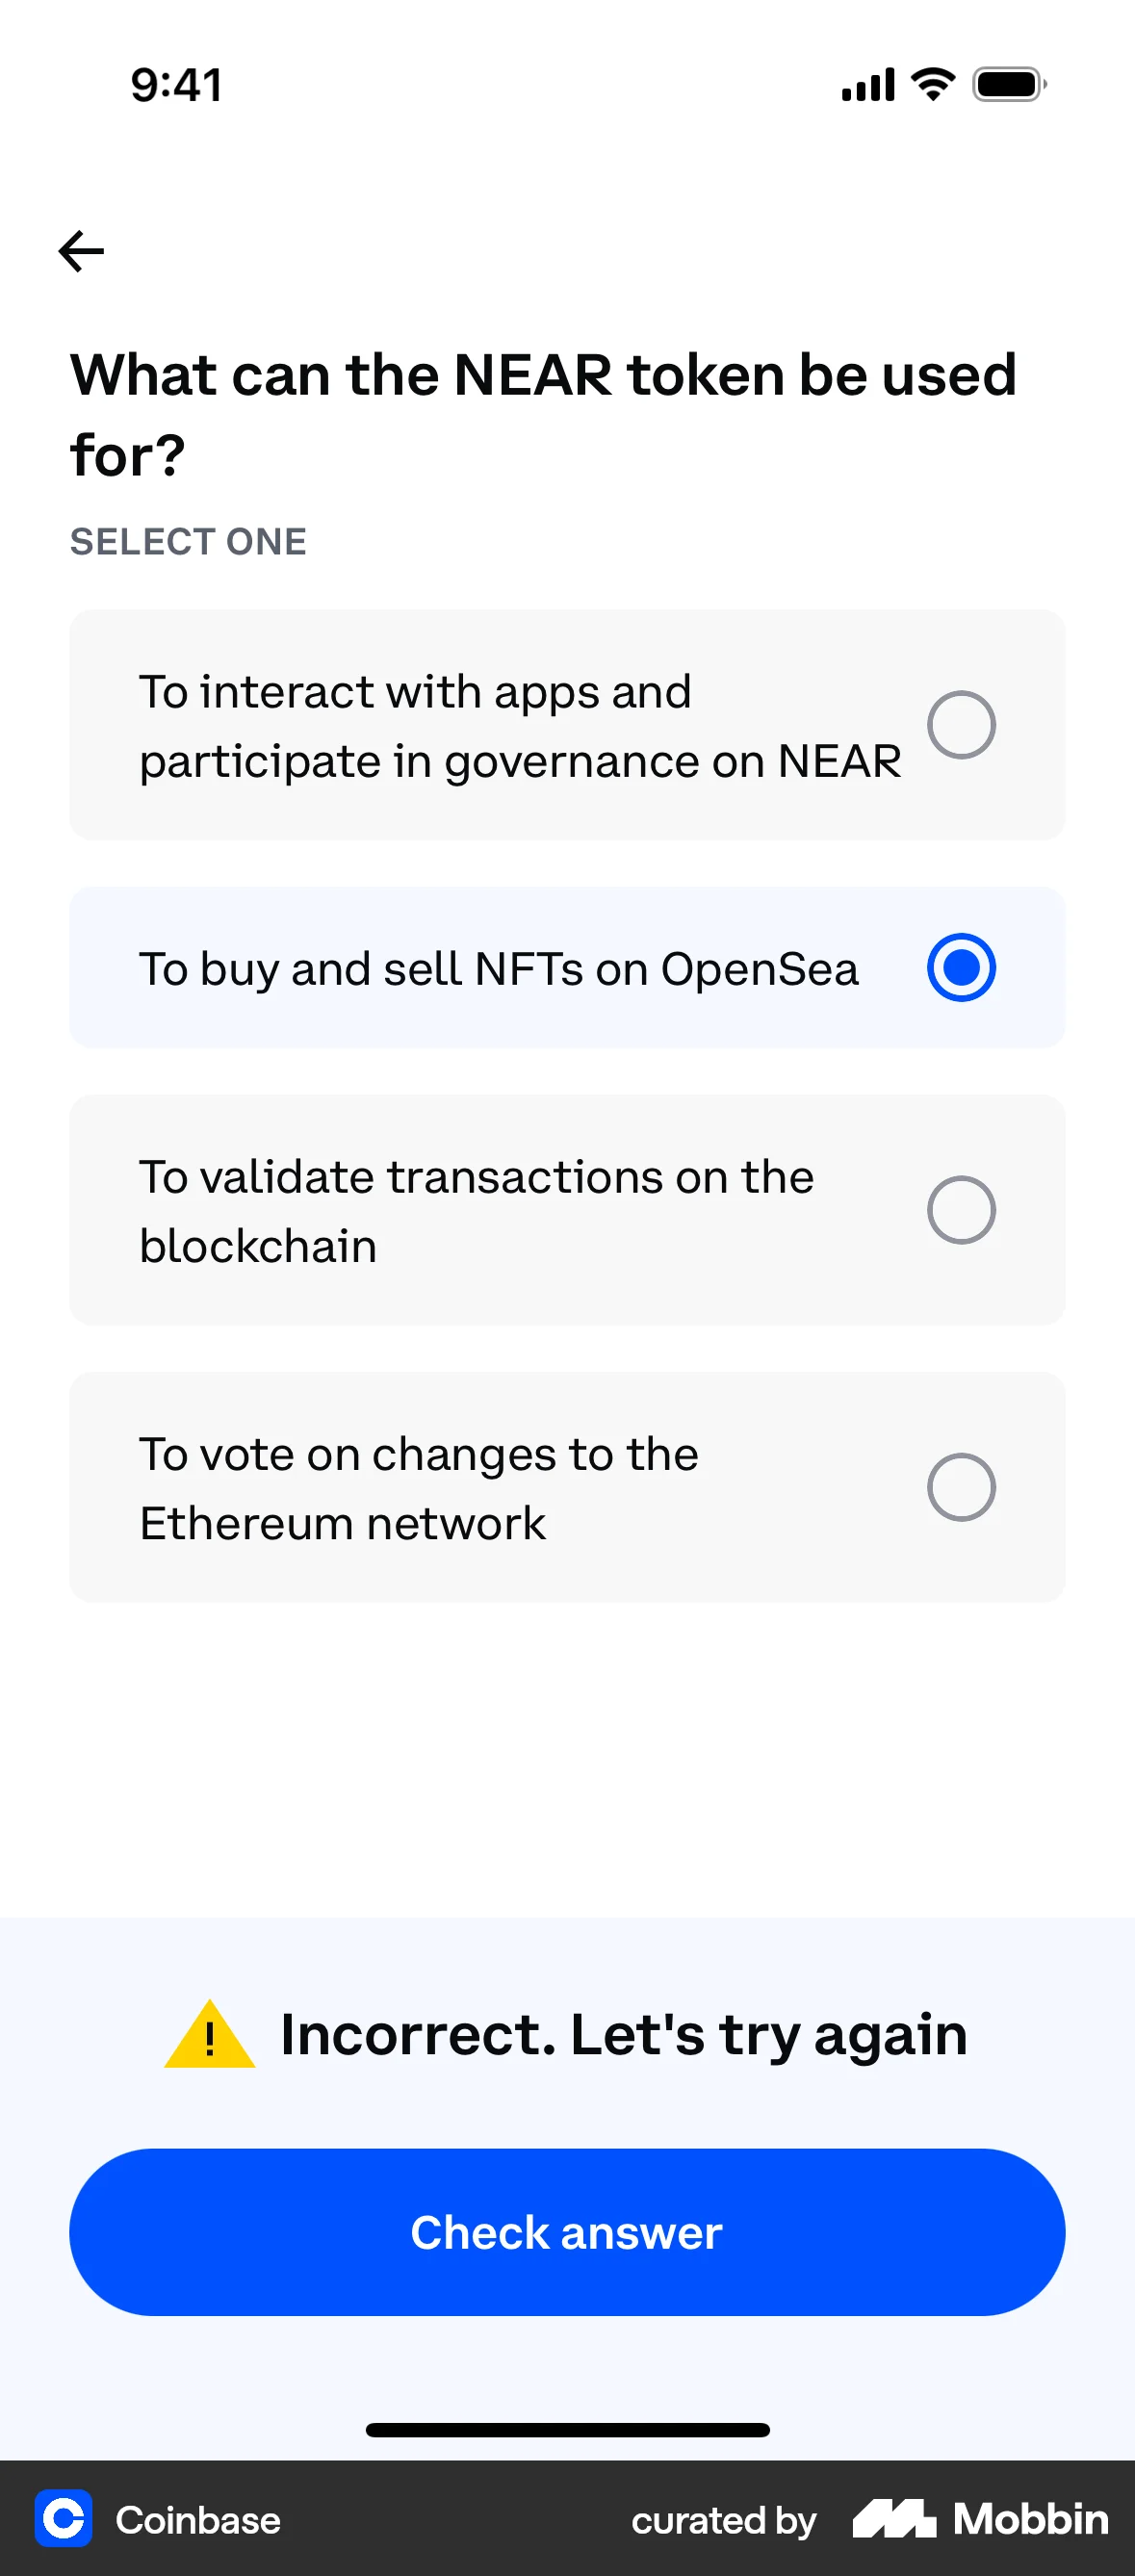 9:41
What can the NEAR token be used
for?
SELECT ONE
To interact with apps and
participate in governance on NEAR
To buy and sell NFTs on OpenSea
To validate transactions on the
blockchain
To vote on changes to the
Ethereum network
Incorrect. Let's try again
Check answer
Coinbase
curated by Mobbin